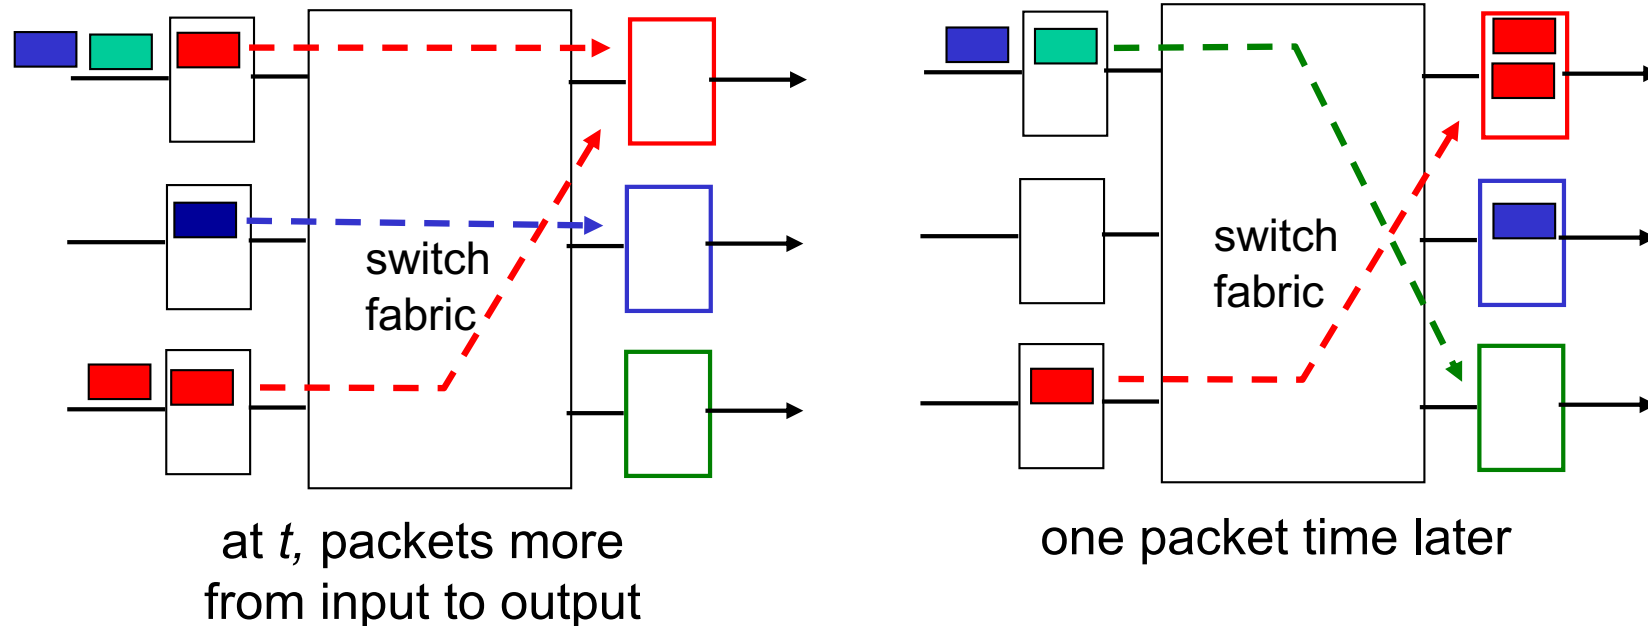 switch
fabric
at t, packets more
from input to output
switch
fabric
one packet time later